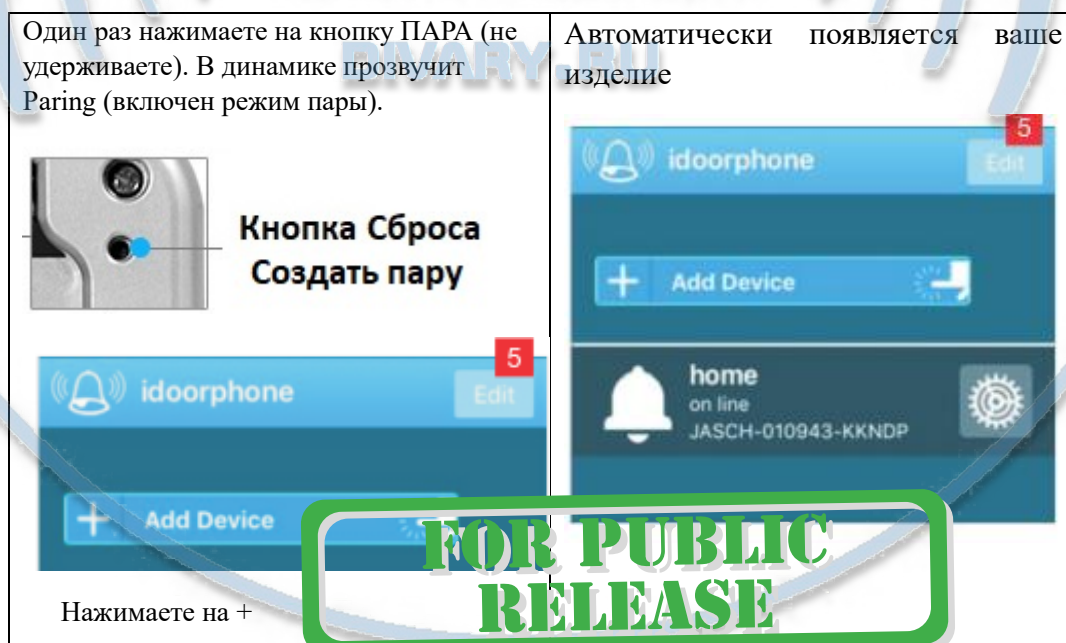 Один раз нажимаете на кнопку ПАРА (не
удерживаете). В динамике прозвучит
Paring (включен режим пары).
Кнопка Сброса
Создать пару
5
idoorphone
Edit
Add Device
Нажимаете на +
Автоматически появляется ваше
изделие
5
idoorphone
Edit
Add Device
home
on line
JASCH-010943-KKNDP
DIVARY.RU
FOR PUBLIC
RELEASE